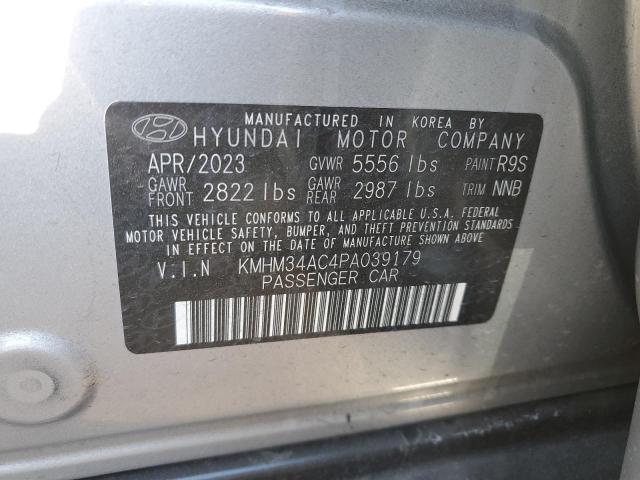 MANUFACTURED IN KOREA BY
HYUNDAI MOTOR COMPANY
APR/2023 GVWR 5556 lbs PAINT R9S
GAWR FRONT 2822 lbs GAWR REAR 2987 lbs TRIM NNB
THIS VEHICLE CONFORMS TO ALL APPLICABLE U.S.A. FEDERAL
MOTOR VEHICLE SAFETY, BUMPER, AND THEFT PREVENTION STANDARDS
IN EFFECT ON THE DATE OF MANUFACTURE SHOWN ABOVE.
V.I.N KMHM34AC4PA039179
PASSENGER CAR